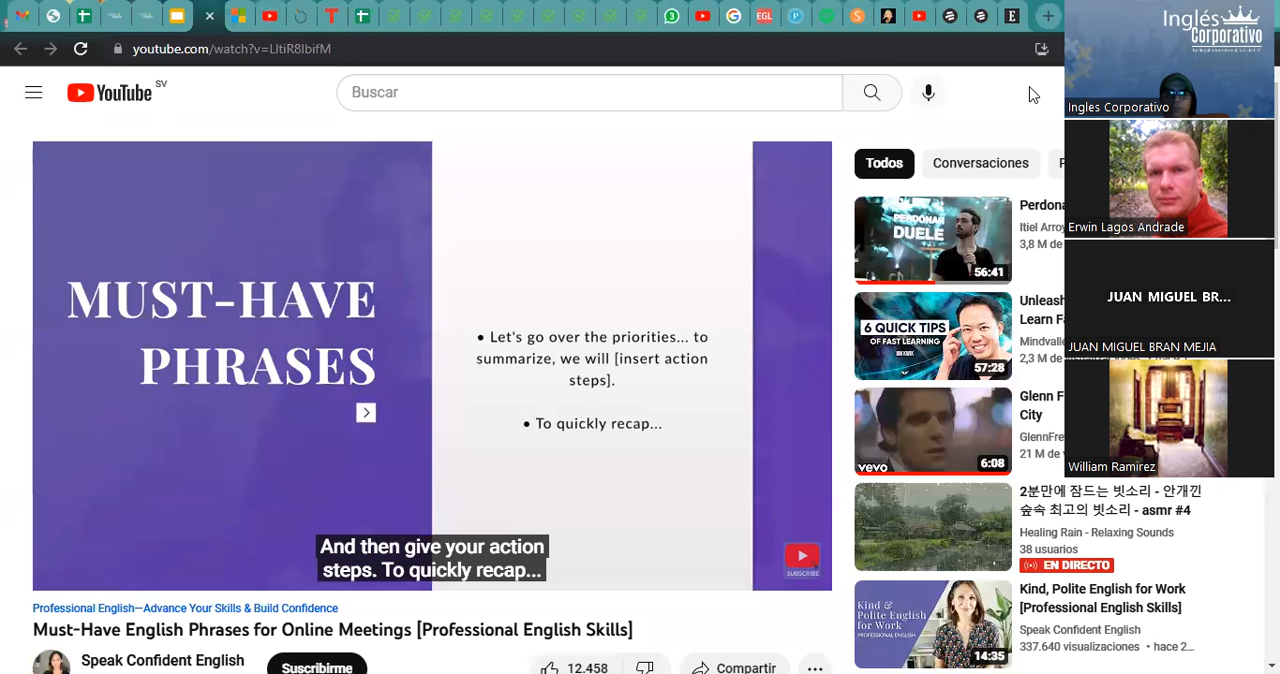 3
EGL
T
P
S
E
youtube.com/watch?v=LItiR8lbifM
YouTube SV
Buscar
MUST-HAVE
PHRASES
• Let's go over the priorities... to
summarize, we will [insert action
steps].
• To quickly recap...
And then give your action
steps. To quickly recap...
SUBSCRIBE
Professional English—Advance Your Skills & Build Confidence
Must-Have English Phrases for Online Meetings [Professional English Skills]
Speak Confident English
Suscribirme
12.458
Compartir
Todos
Conversaciones
PERDONAR
DUELE
56:41
Perdona
Itiel Arroy
3,8 M de
6 QUICK TIPS
OF FAST LEARNING
JIM KWIK
57:28
Unleash
Learn Fa
Mindvalle
2,3 M de
vevo
6:08
Glenn F
City
GlennFre
21 M de
2분만에 잠드는 빗소리 - 안개낀
숲속 최고의 빗소리 - asmr #4
Healing Rain - Relaxing Sounds
38 usuarios
EN DIRECTO
Kind &
Polite English
for Work
PROFESSIONAL ENGLISH
14:35
Kind, Polite English for Work
[Professional English Skills]
Speak Confident English
337.640 visualizaciones • hace 2...
Inglés
Corporativo
Ingles Corporativo
Erwin Lagos Andrade
JUAN MIGUEL BR...
JUAN MIGUEL BRAN MEJIA
William Ramirez